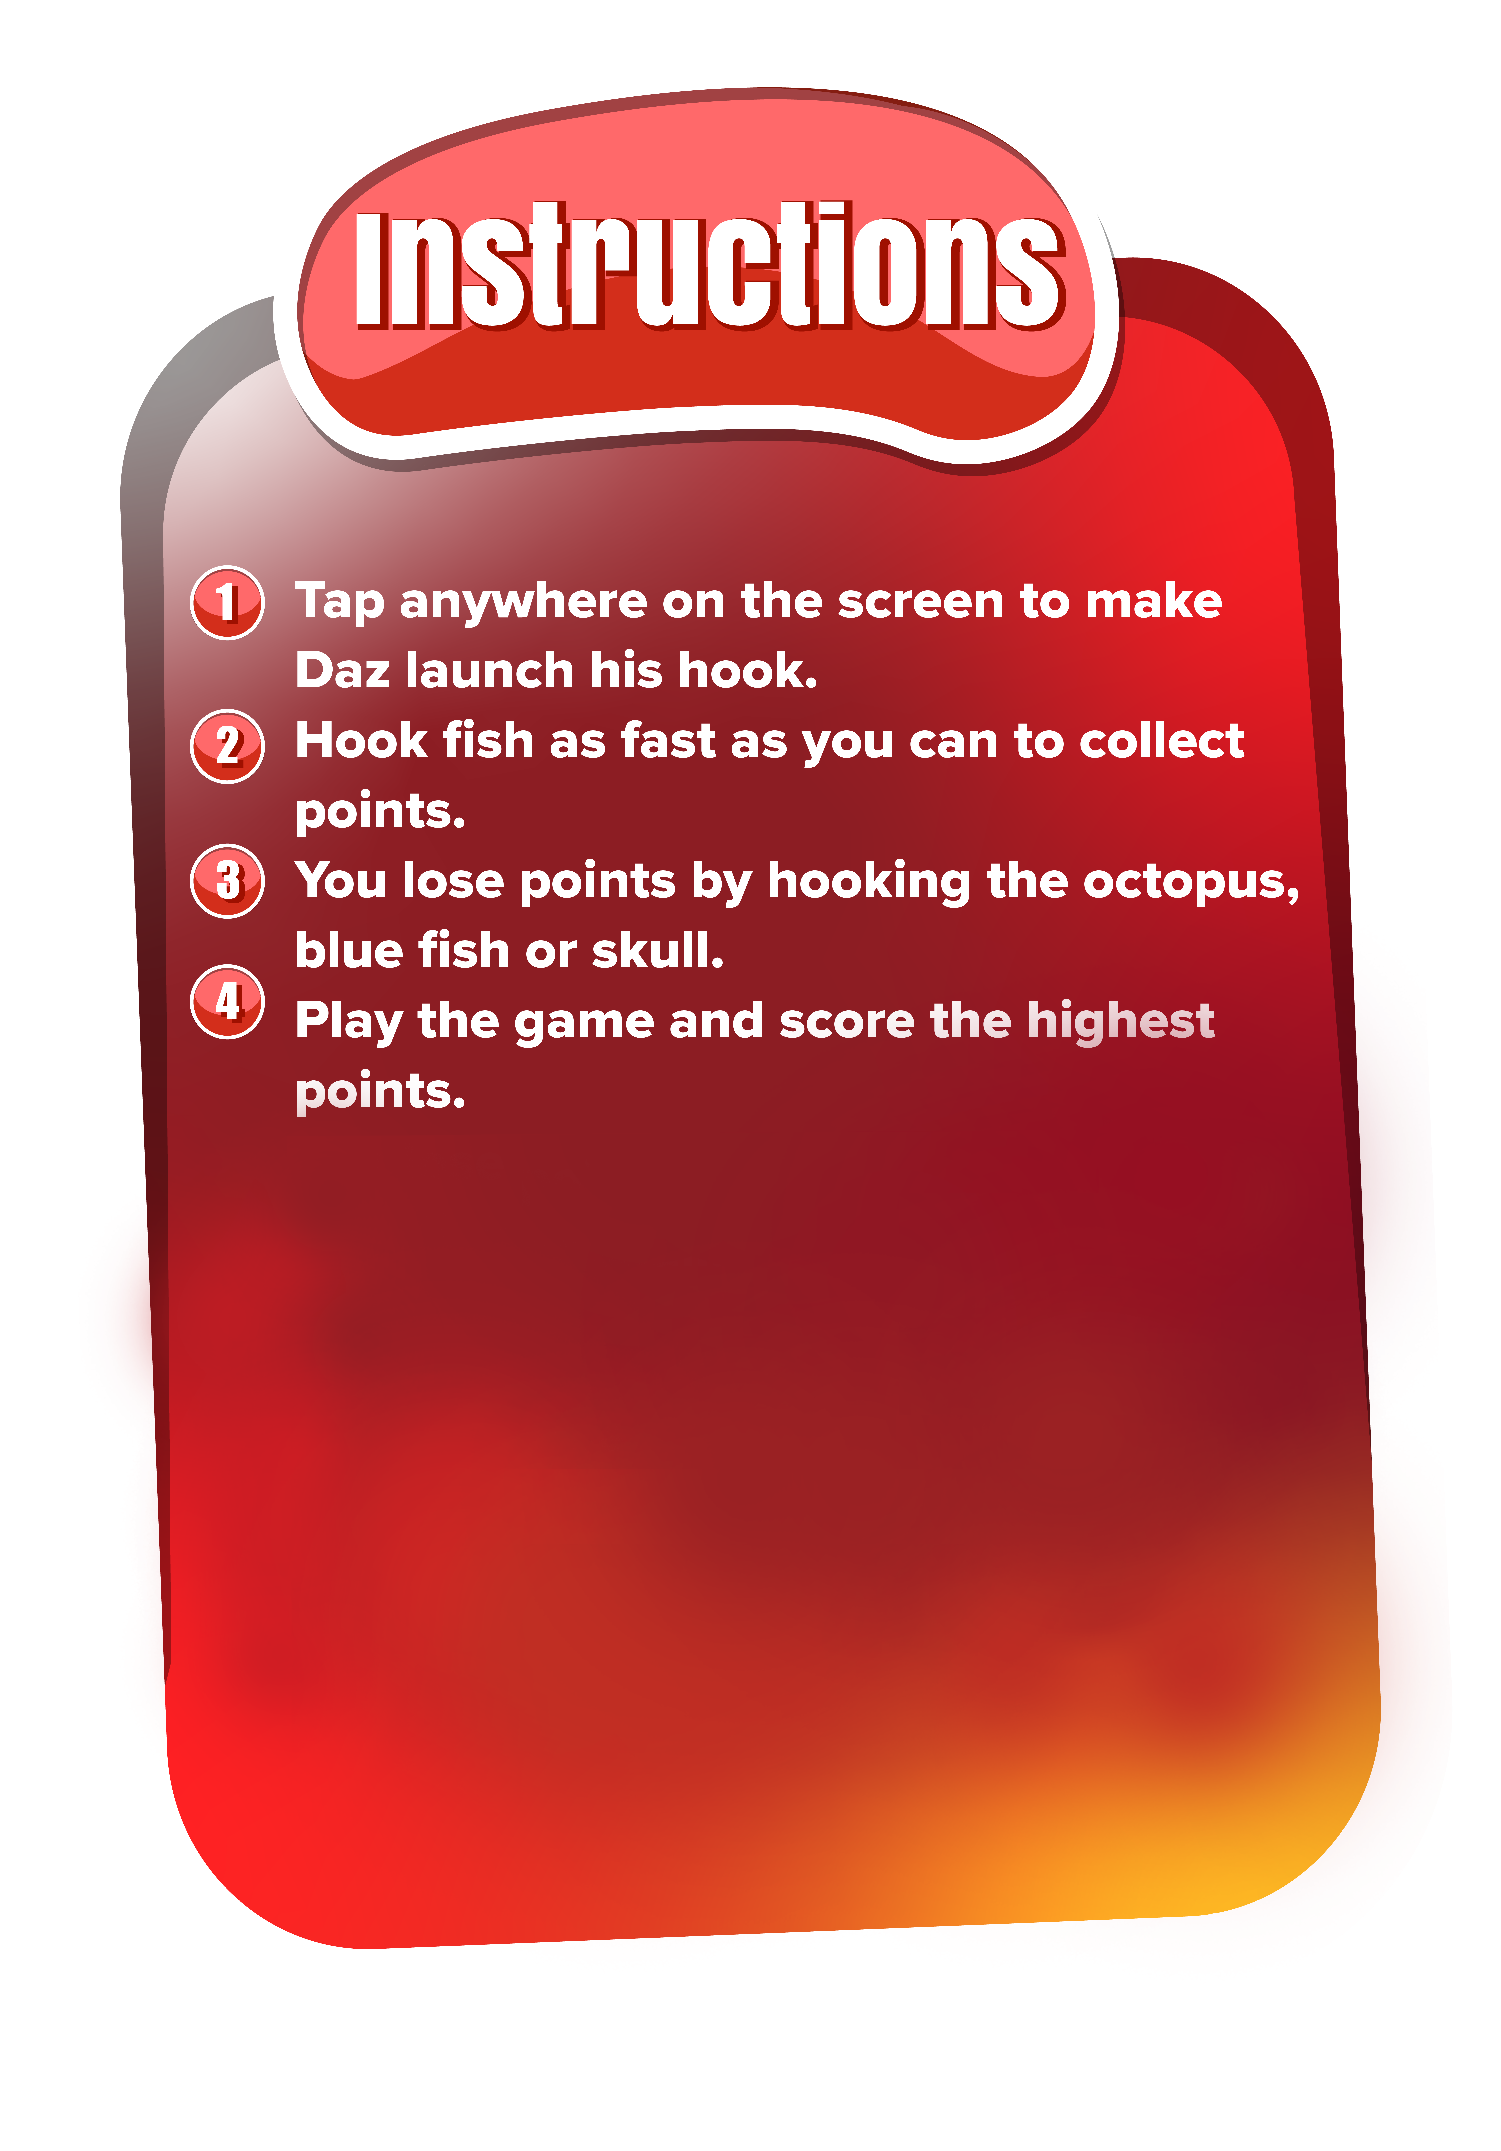 Instructions
1 Tap anywhere on the screen to make
Daz launch his hook.
2 Hook fish as fast as you can to collect
points.
3 You lose points by hooking the octopus,
blue fish or skull.
4 Play the game and score the highest
points.